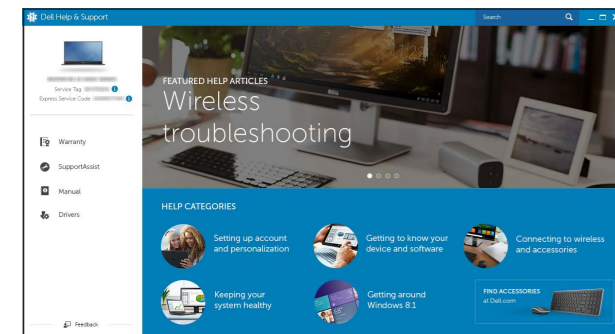 Dell Help & Support
Search
Service Tag:
Express Service Code:
Warranty
SupportAssist
Manual
Drivers
Feedback
FEATURED HELP ARTICLES
Wireless
troubleshooting
HELP CATEGORIES
Setting up account
and personalization
Getting to know your
device and software
Connecting to wireless
and accessories
Keeping your
system healthy
Getting around
Windows 8.1
FIND ACCESSORIES
at Dell.com